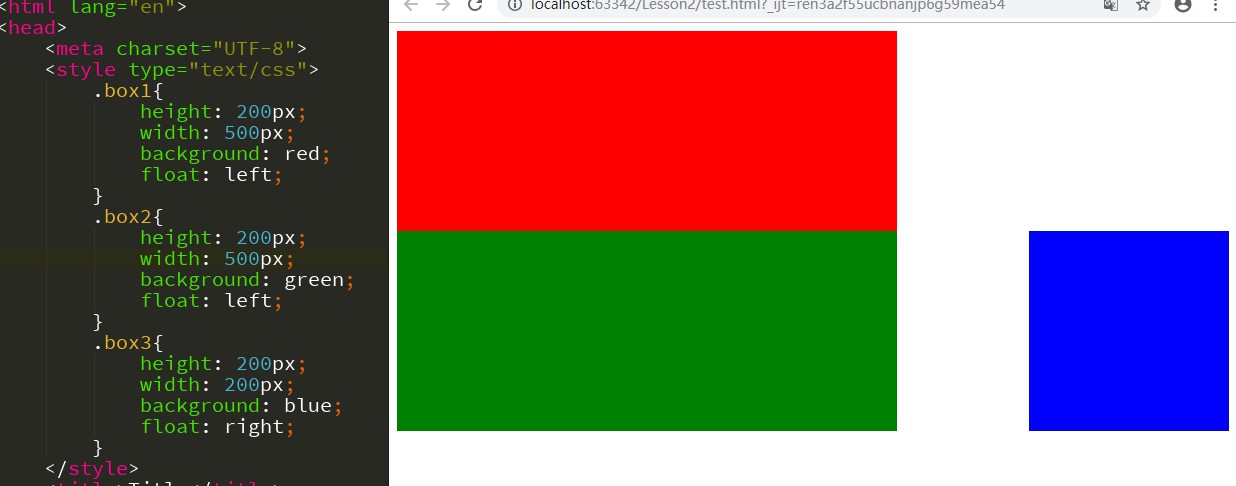 <html lang="en">
<head>
<meta charset="UTF-8">
<style type="text/css">
.box1{
height: 200px;
width: 500px;
background: red;
float: left;
}
.box2{
height: 200px;
width: 500px;
background: green;
float: left;
}
.box3{
height: 200px;
width: 200px;
background: blue;
float: right;
}
</style>
localhost:63342/Lesson2/test.html?_ijt=ren3a2f55ucbnanjp6g59mea54